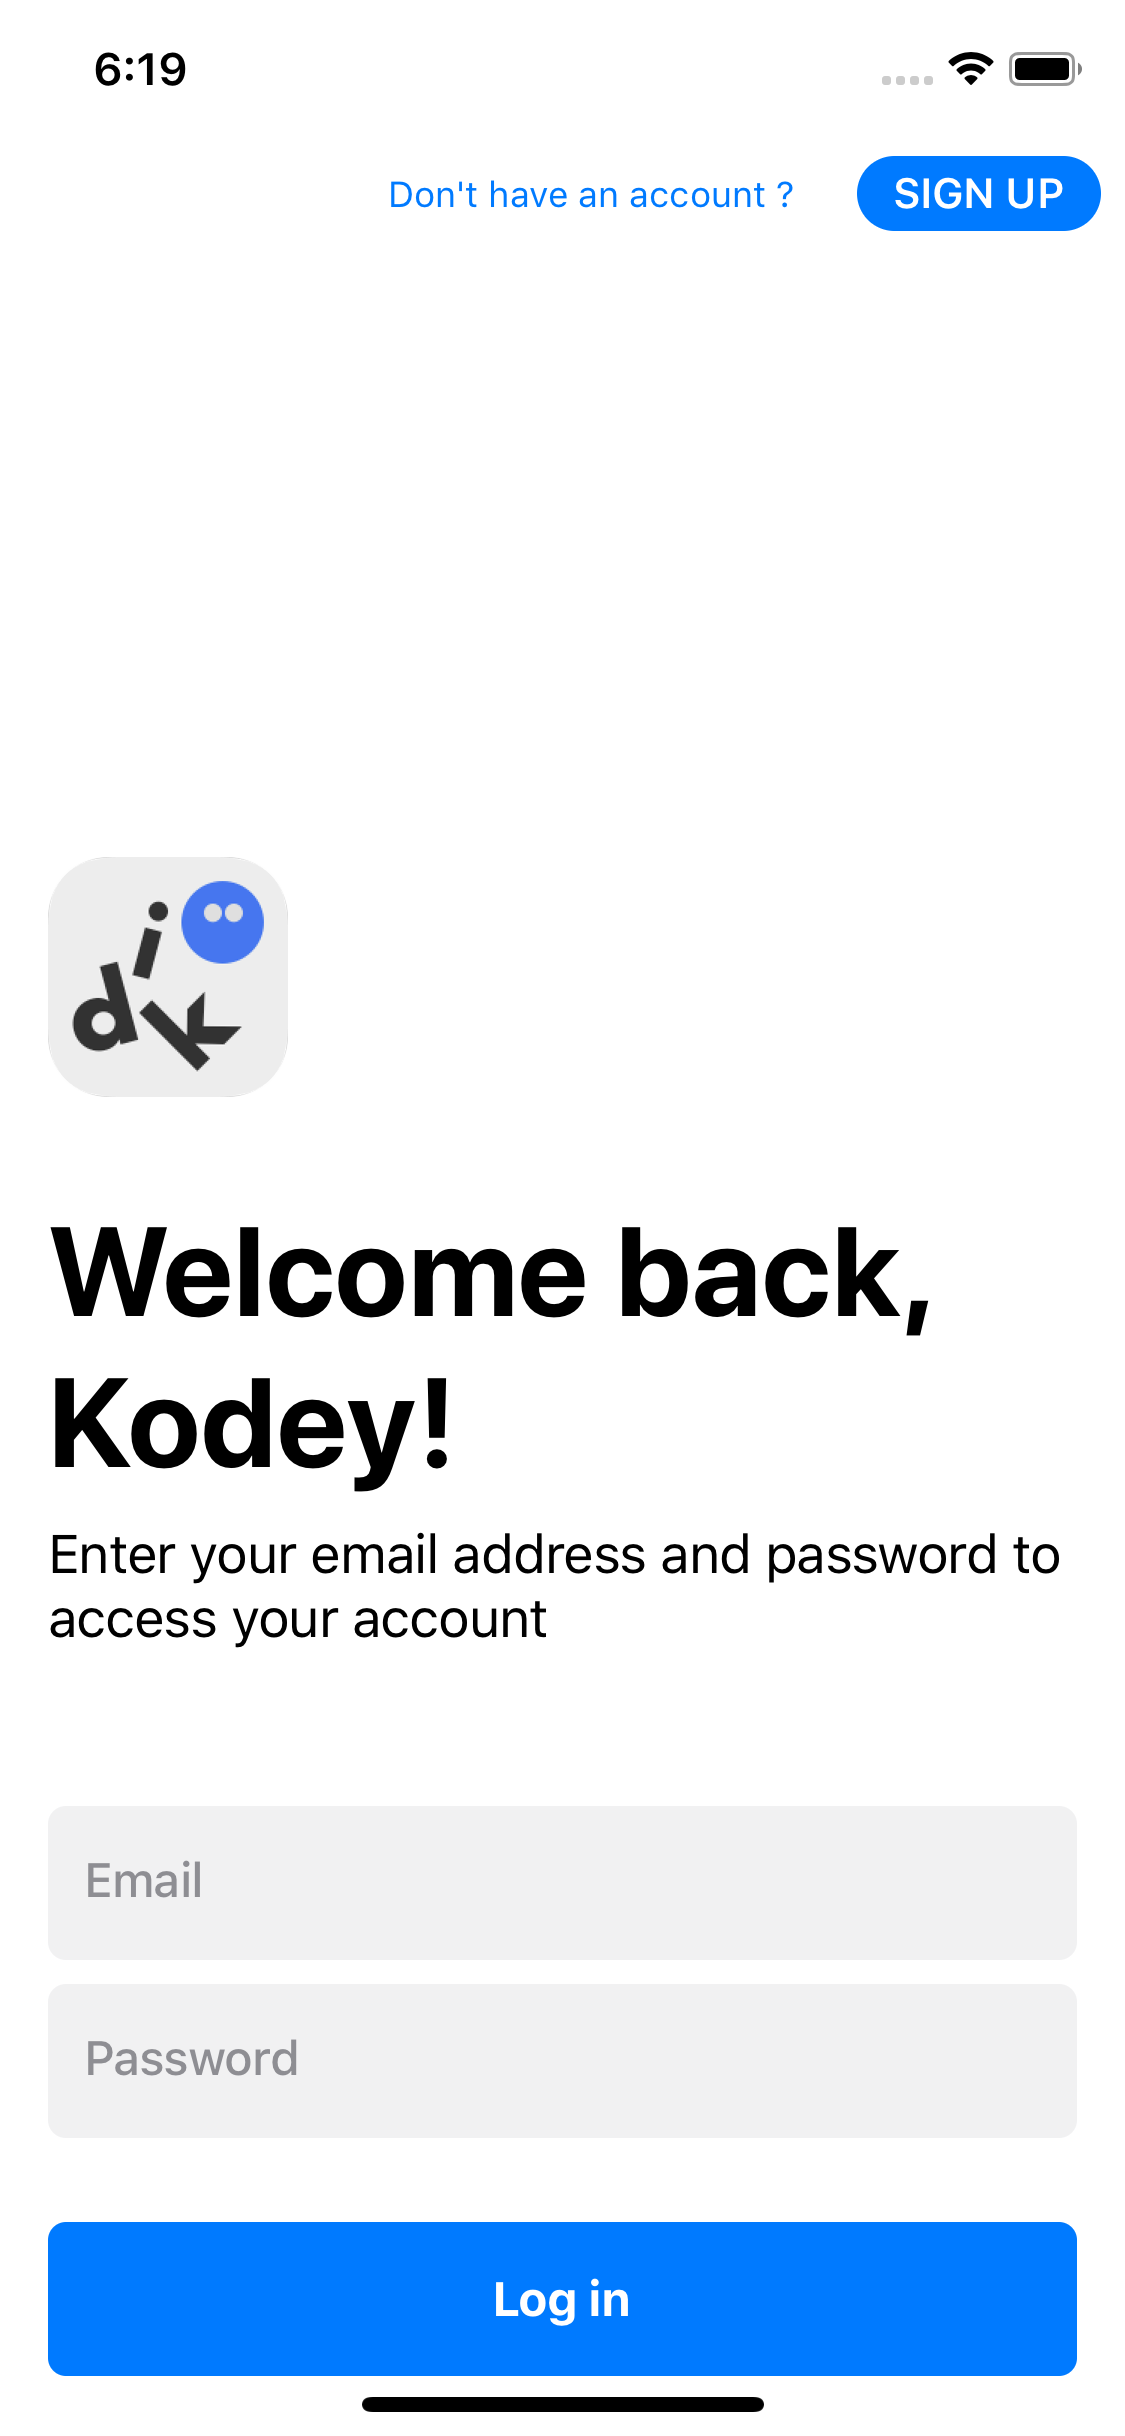 6:19
Don't have an account ?
SIGN UP
kid
Welcome back,
Kodey!
Enter your email address and password to
access your account
Email
Password
Log in